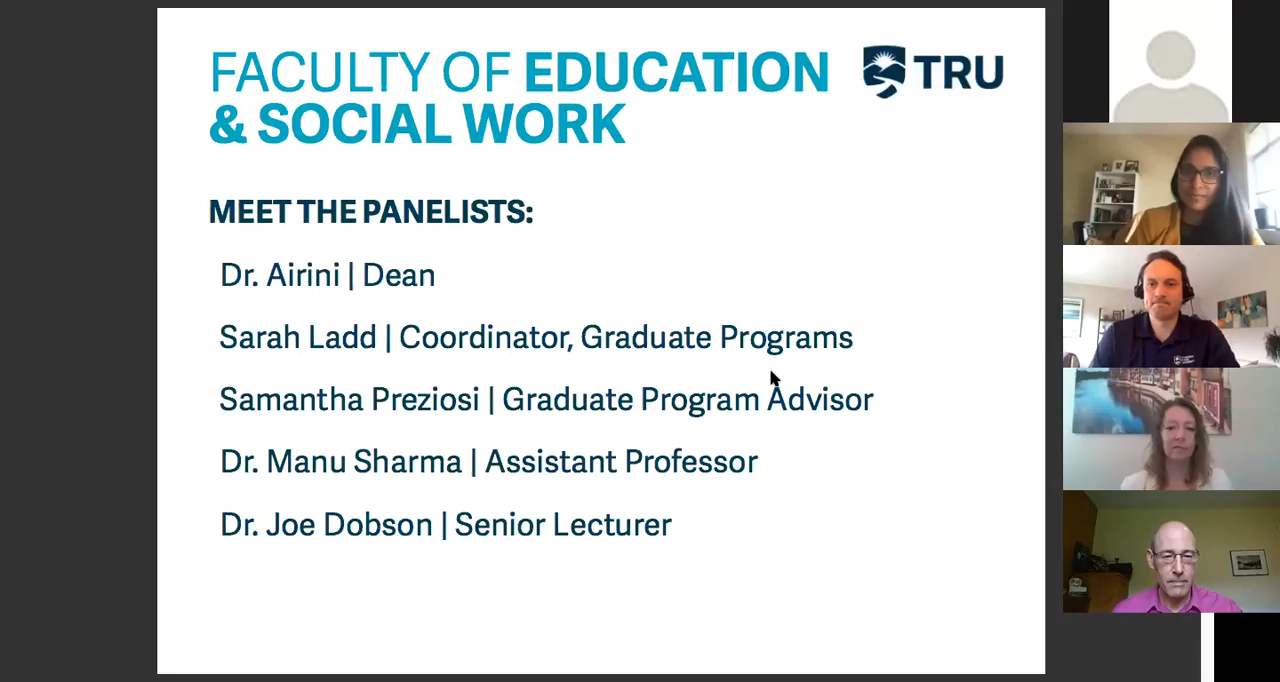 FACULTY OF EDUCATION
& SOCIAL WORK
TRU
MEET THE PANELISTS:
Dr. Airini | Dean
Sarah Ladd | Coordinator, Graduate Programs
Samantha Preziosi | Graduate Program Advisor
Dr. Manu Sharma | Assistant Professor
Dr. Joe Dobson | Senior Lecturer